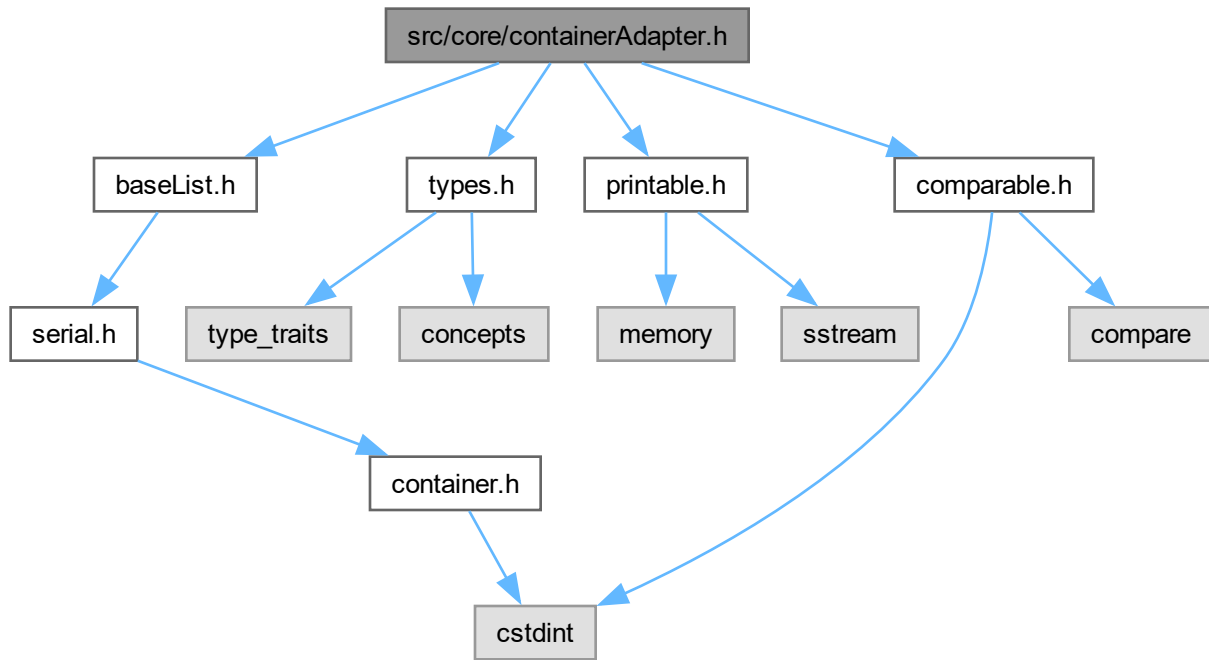 src/core/containerAdapter.h
baseList.h
types.h
printable.h
comparable.h
serial.h
type_traits
concepts
memory
sstream
compare
container.h
cstdint